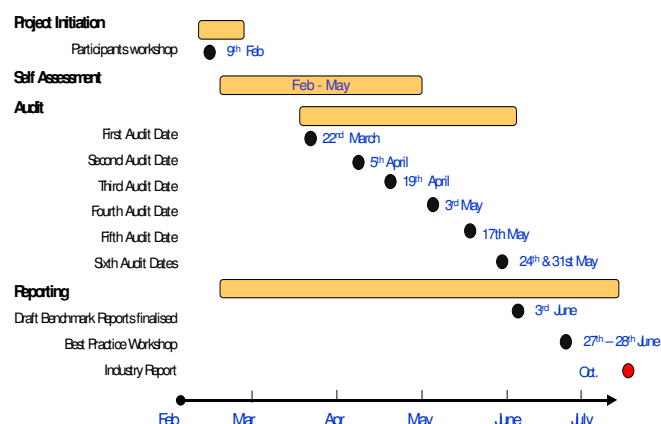 Project Initiation
Participants workshop 9th Feb
Self Assessment Feb - May
Audit
First Audit Date 22nd March
Second Audit Date 5th April
Third Audit Date 19th April
Fourth Audit Date 3rd May
Fifth Audit Date 17th May
Sixth Audit Dates 24th & 31st May
Reporting
Draft Benchmark Reports finalised 3rd June
Best Practice Workshop 27th – 28th June
Industry Report Oct.
Feb Mar Apr May June July